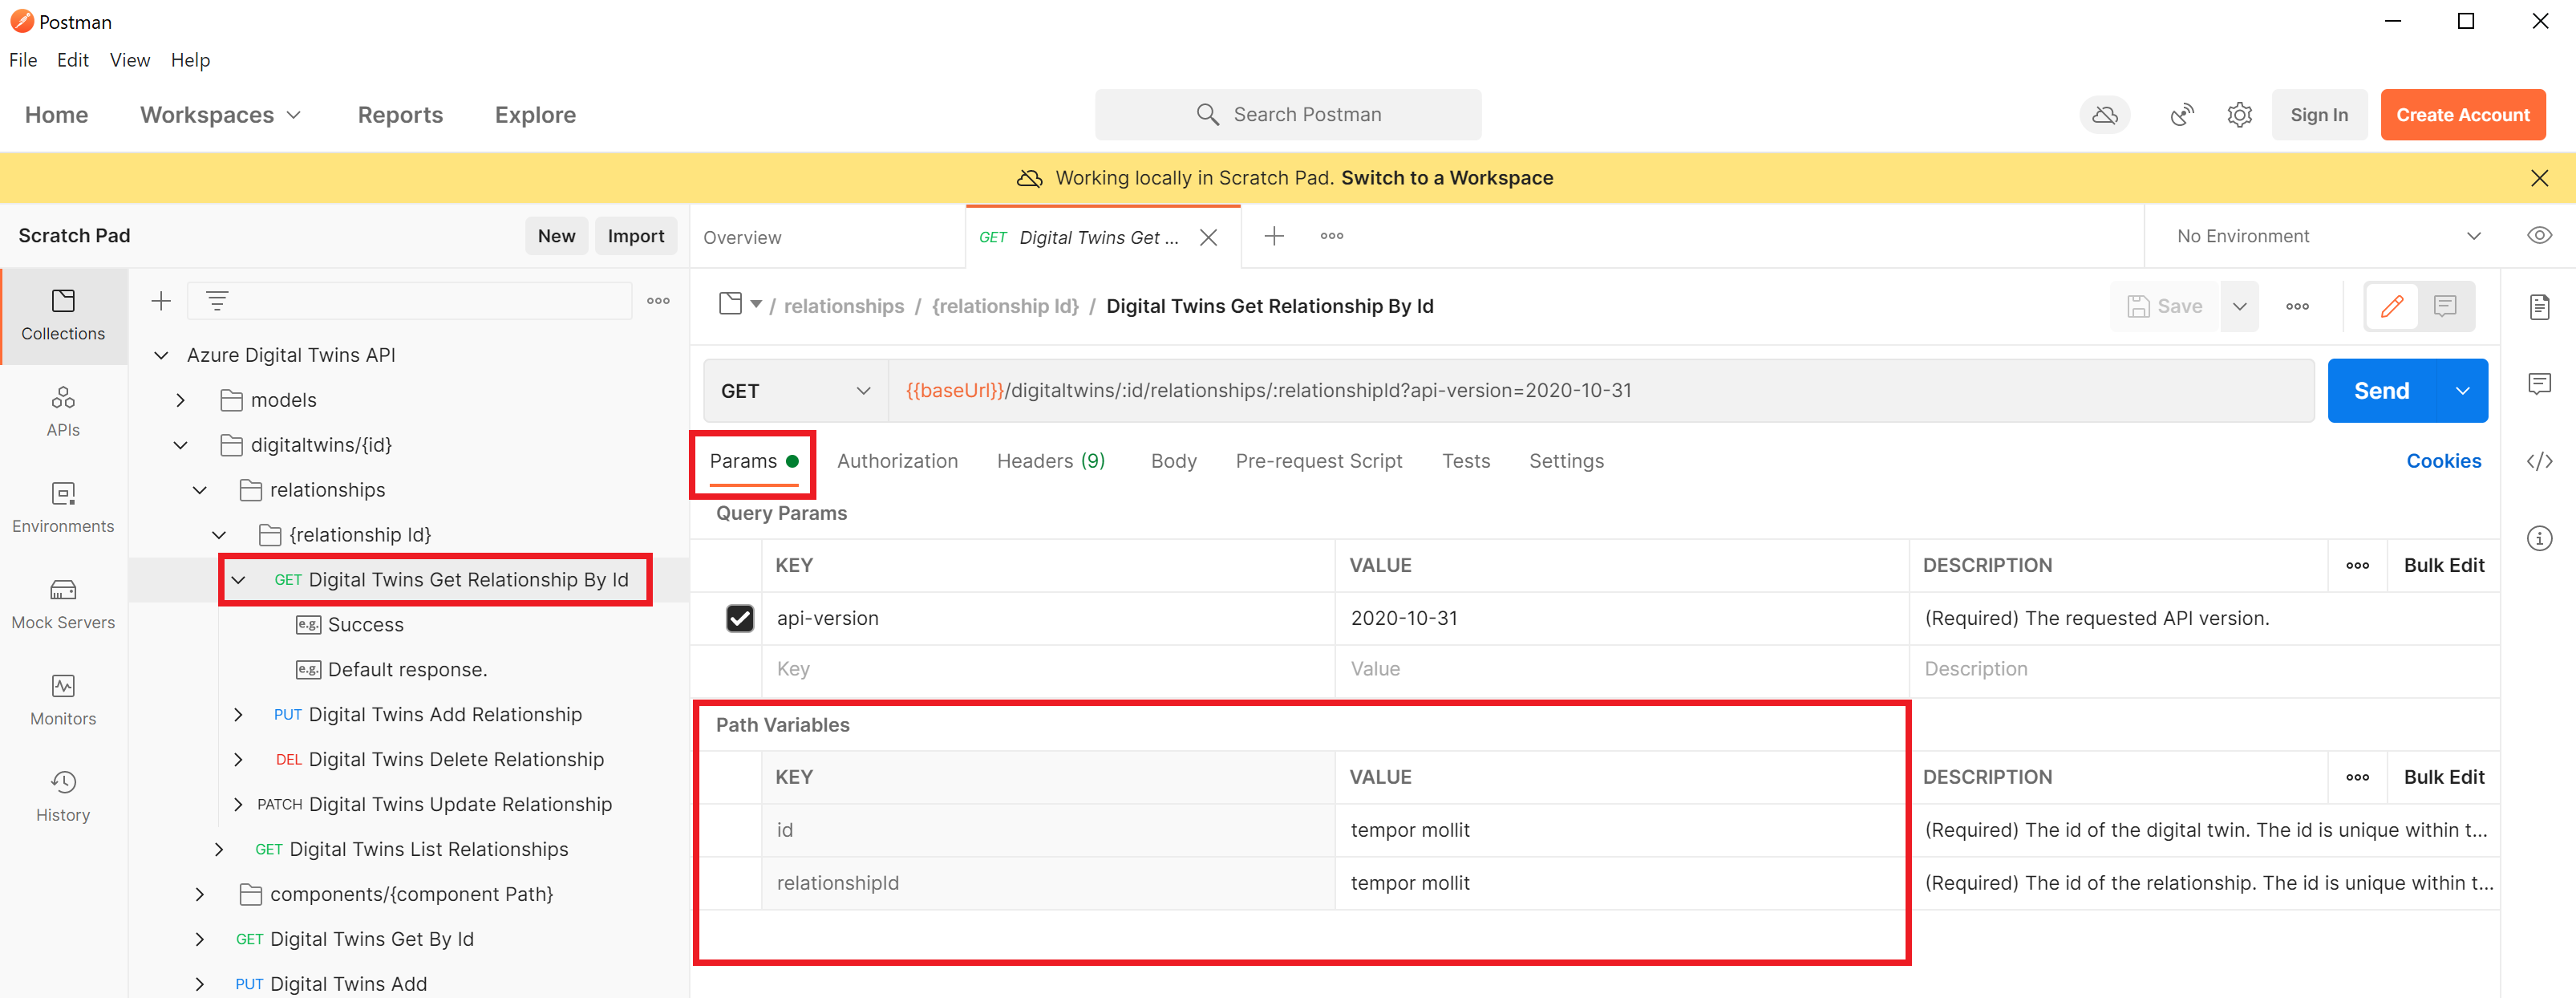 Postman
File Edit View Help
Home Workspaces Reports Explore Search Postman Sign In Create Account
Working locally in Scratch Pad. Switch to a Workspace
Scratch Pad New Import
Overview GET Digital Twins Get ... No Environment
Collections
APIs
Environments
Mock Servers
Monitors
History
Azure Digital Twins API
models
digitaltwins/{id}
relationships
{relationship Id}
GET Digital Twins Get Relationship By Id
e.g. Success
e.g. Default response.
PUT Digital Twins Add Relationship
DEL Digital Twins Delete Relationship
PATCH Digital Twins Update Relationship
GET Digital Twins List Relationships
components/{component Path}
GET Digital Twins Get By Id
PUT Digital Twins Add
/ relationships / {relationship Id} / Digital Twins Get Relationship By Id Save
GET {{baseUrl}}/digitaltwins/:id/relationships/:relationshipId?api-version=2020-10-31 Send
Params Authorization Headers (9) Body Pre-request Script Tests Settings Cookies
Query Params
KEY VALUE DESCRIPTION Bulk Edit
api-version 2020-10-31 (Required) The requested API version.
Key Value Description
Path Variables
KEY VALUE DESCRIPTION Bulk Edit
id tempor mollit (Required) The id of the digital twin. The id is unique within t...
relationshipId tempor mollit (Required) The id of the relationship. The id is unique within t...